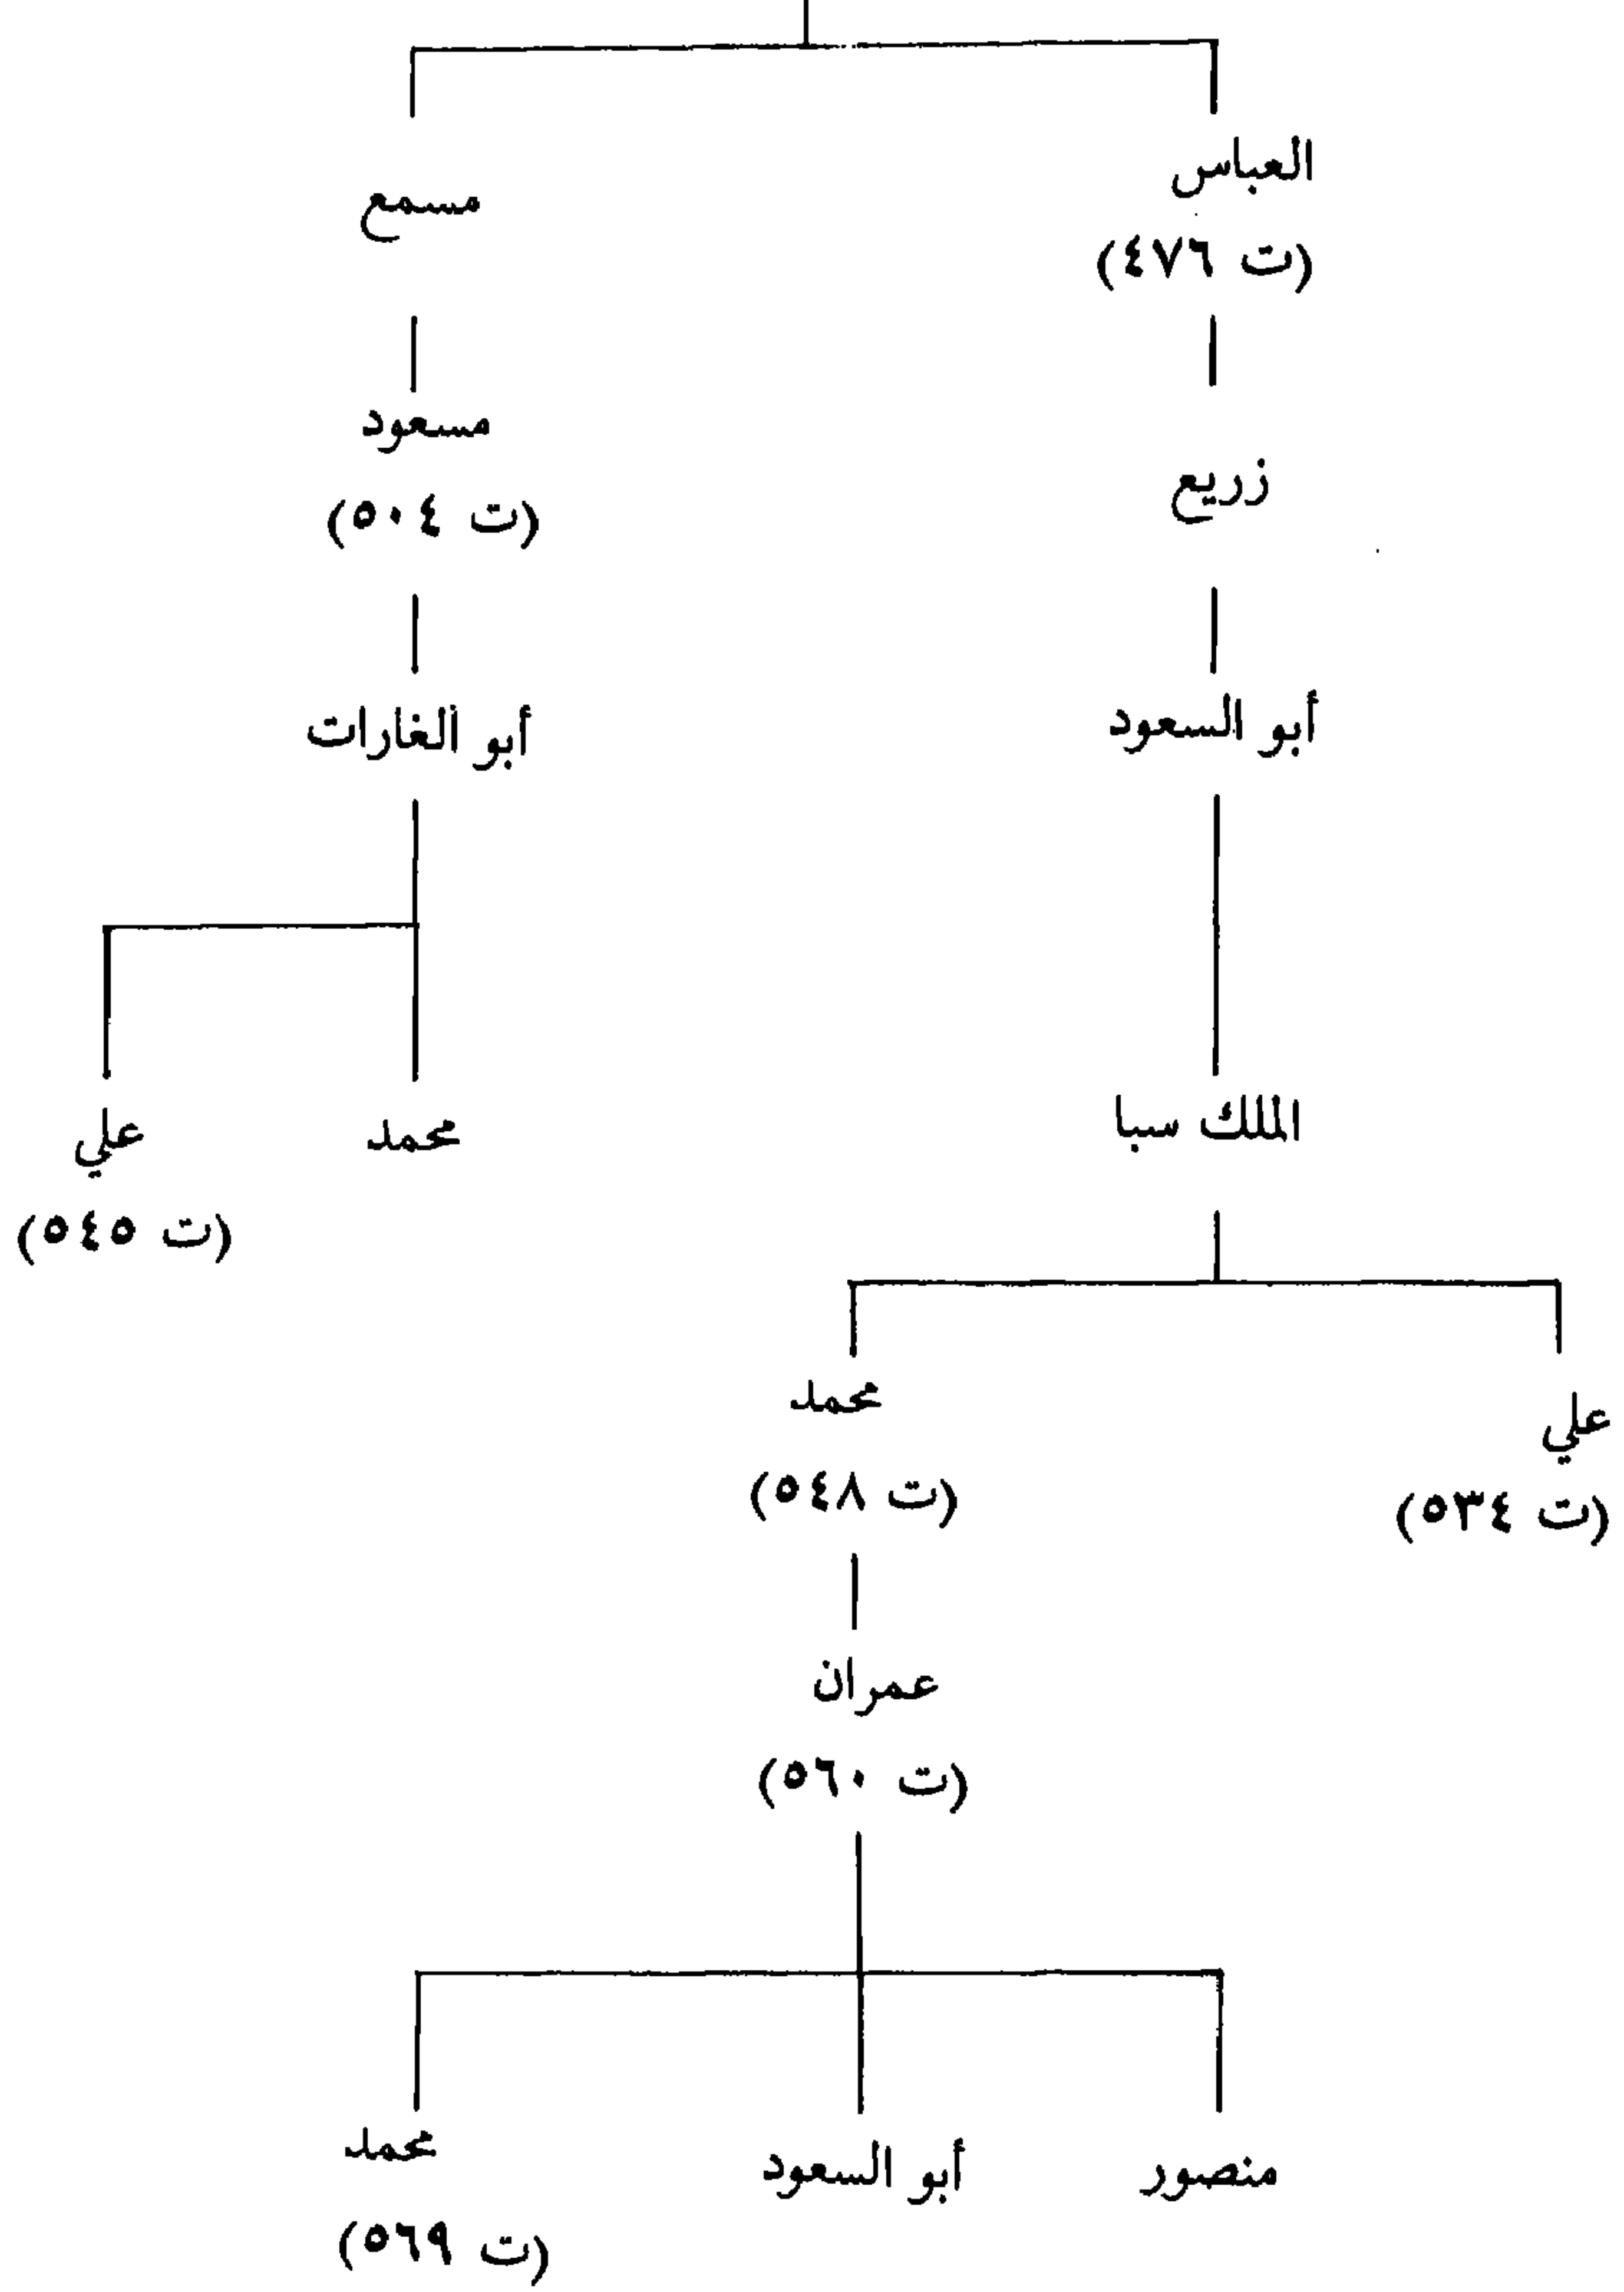 العباس
(ت ٤٧٦)
مسمع
مسعود
(ت ٥٠٤)
زريع
أبو السعود
أبو الغارات
الملك سبا
محمد
علي
(ت ٥٤٥)
علي
(ت ٥٣٤)
محمد
(ت ٥٤٨)
عمران
(ت ٥٦٠)
منصور
أبو السعود
محمد
(ت ٥٦٩)